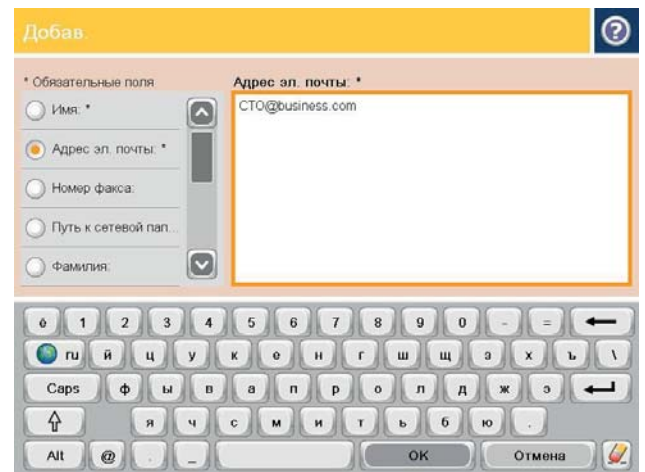 Добав.
?
* Обязательные поля
Адрес эл. почты: *
Имя: *
CTO@business.com
Адрес эл. почты: *
Номер факса:
Путь к сетевой пап...
Фамилия:
ё 1 2 3 4 5 6 7 8 9 0 - =
ru й ц у к е н г ш щ з х ъ \
Caps ф ы в а п р о л д ж э
я ч с м и т ь б ю .
Alt @ . _ OK Отмена